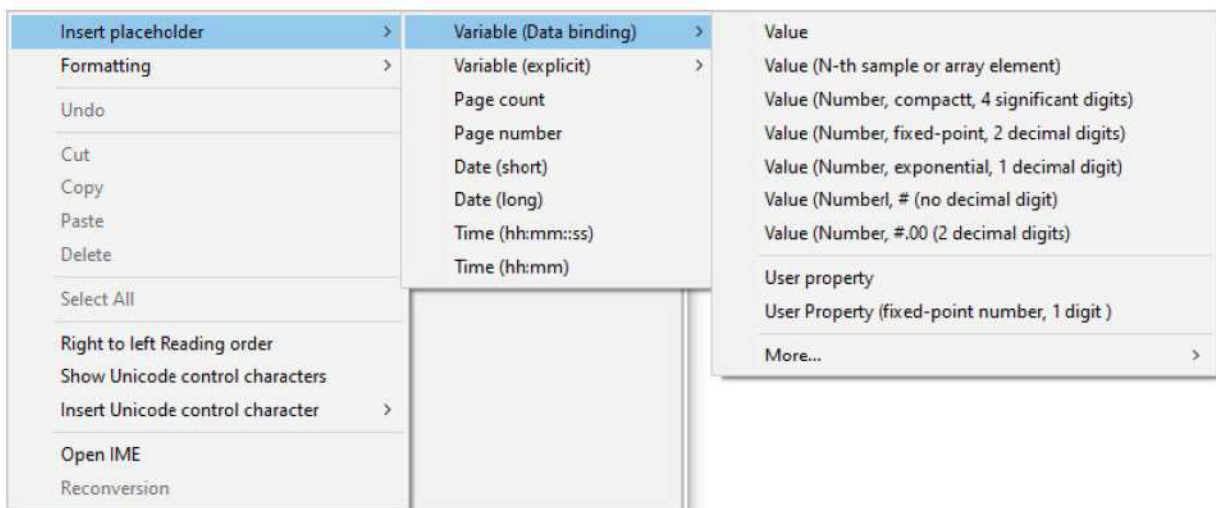 Insert placeholder
Formatting
Undo
Cut
Copy
Paste
Delete
Select All
Right to left Reading order
Show Unicode control characters
Insert Unicode control character
Open IME
Reconversion
Variable (Data binding)
Variable (explicit)
Page count
Page number
Date (short)
Date (long)
Time (hh:mm::ss)
Time (hh:mm)
Value
Value (N-th sample or array element)
Value (Number, compactt, 4 significant digits)
Value (Number, fixed-point, 2 decimal digits)
Value (Number, exponential, 1 decimal digit)
Value (Numberl, # (no decimal digit)
Value (Number, #.00 (2 decimal digits)
User property
User Property (fixed-point number, 1 digit )
More...